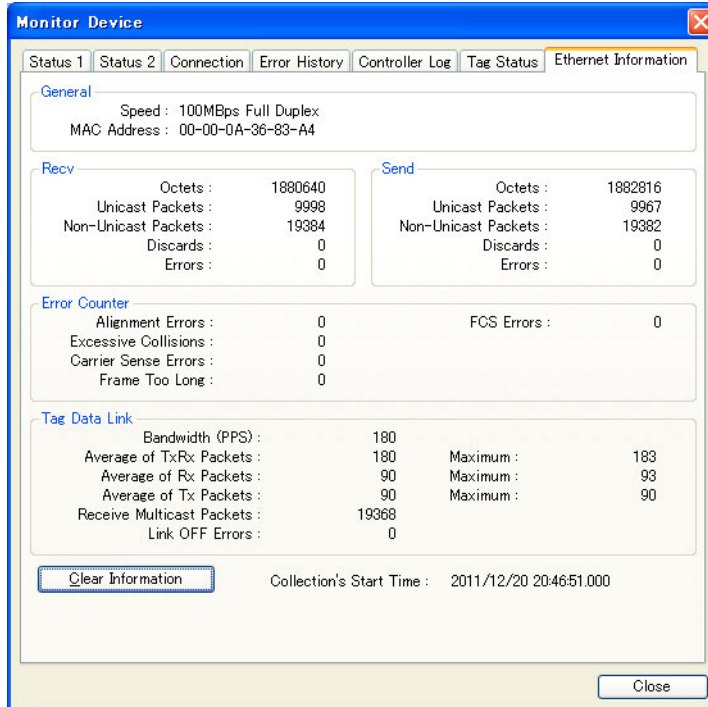 Monitor Device
Status 1 Status 2 Connection Error History Controller Log Tag Status Ethernet Information
General
Speed : 100MBps Full Duplex
MAC Address : 00-00-0A-36-83-A4
Recv
Octets : 1880640
Unicast Packets : 9998
Non-Unicast Packets : 19384
Discards : 0
Errors : 0
Send
Octets : 1882816
Unicast Packets : 9967
Non-Unicast Packets : 19382
Discards : 0
Errors : 0
Error Counter
Alignment Errors : 0 FCS Errors : 0
Excessive Collisions : 0
Carrier Sense Errors : 0
Frame Too Long : 0
Tag Data Link
Bandwidth (PPS) : 180
Average of TxRx Packets : 180 Maximum : 183
Average of Rx Packets : 90 Maximum : 93
Average of Tx Packets : 90 Maximum : 90
Receive Multicast Packets : 19368
Link OFF Errors : 0
Clear Information Collection's Start Time : 2011/12/20 20:46:51.000
Close